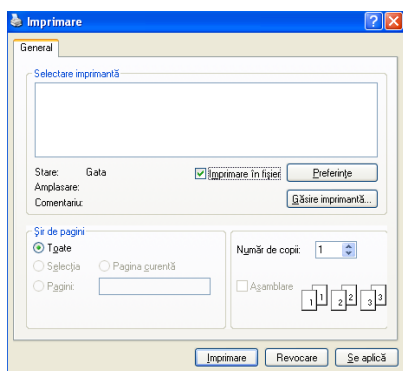 Imprimare
General
Selectare imprimantă
Stare: Gata
Imprimare în fișier
Preferințe
Amplasare:
Comentariu:
Găsire imprimantă...
Șir de pagini
Toate
Selecția Pagina curentă
Pagini:
Număr de copii: 1
Asamblare
1 1 2 2 3 3
Imprimare Revocare Se aplică